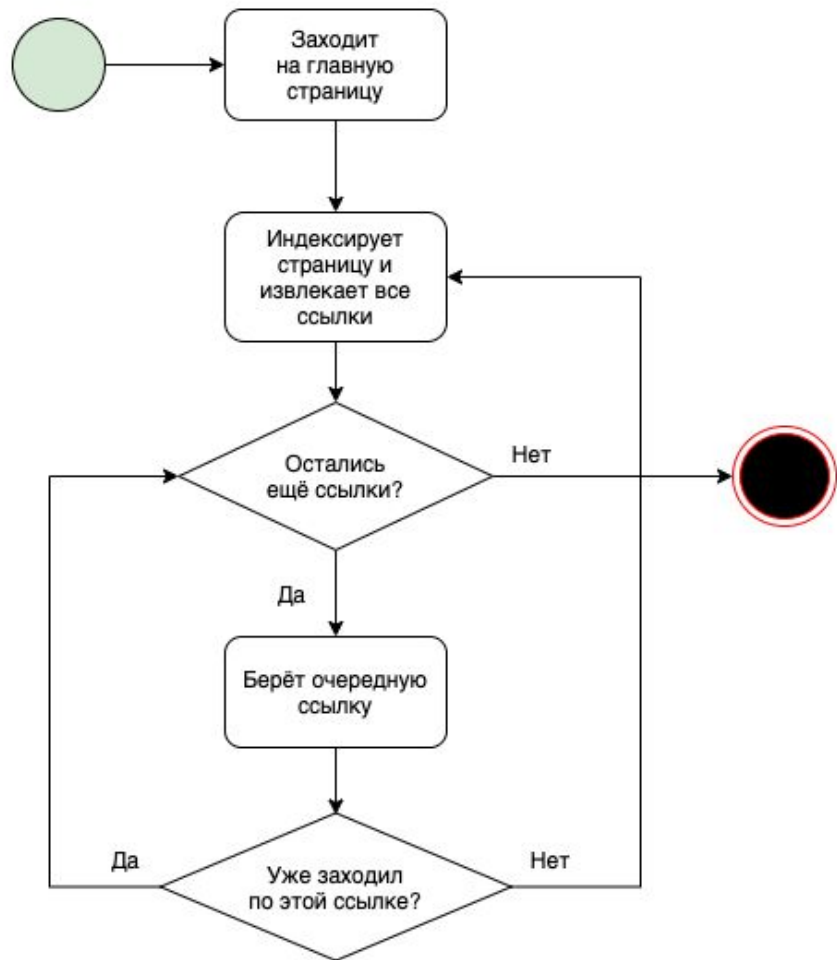 Заходит
на главную
страницу
Индексирует
страницу и
извлекает все
ссылки
Остались
ещё ссылки?
Нет
Да
Берёт очередную
ссылку
Да
Уже заходил
по этой ссылке?
Нет